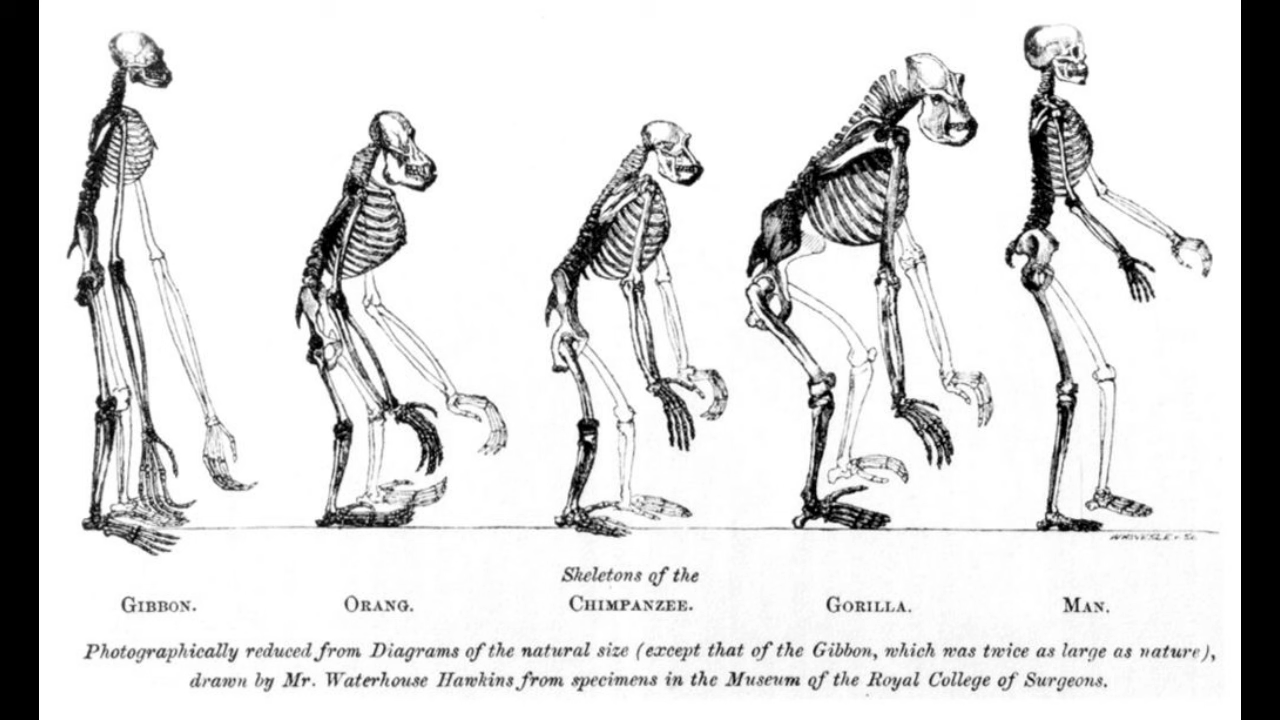 Skeletons of the
GIBBON. ORANG. CHIMPANZEE. GORILLA. MAN.
Photographically reduced from Diagrams of the natural size (except that of the Gibbon, which was twice as large as nature),
drawn by Mr. Waterhouse Hawkins from specimens in the Museum of the Royal College of Surgeons.